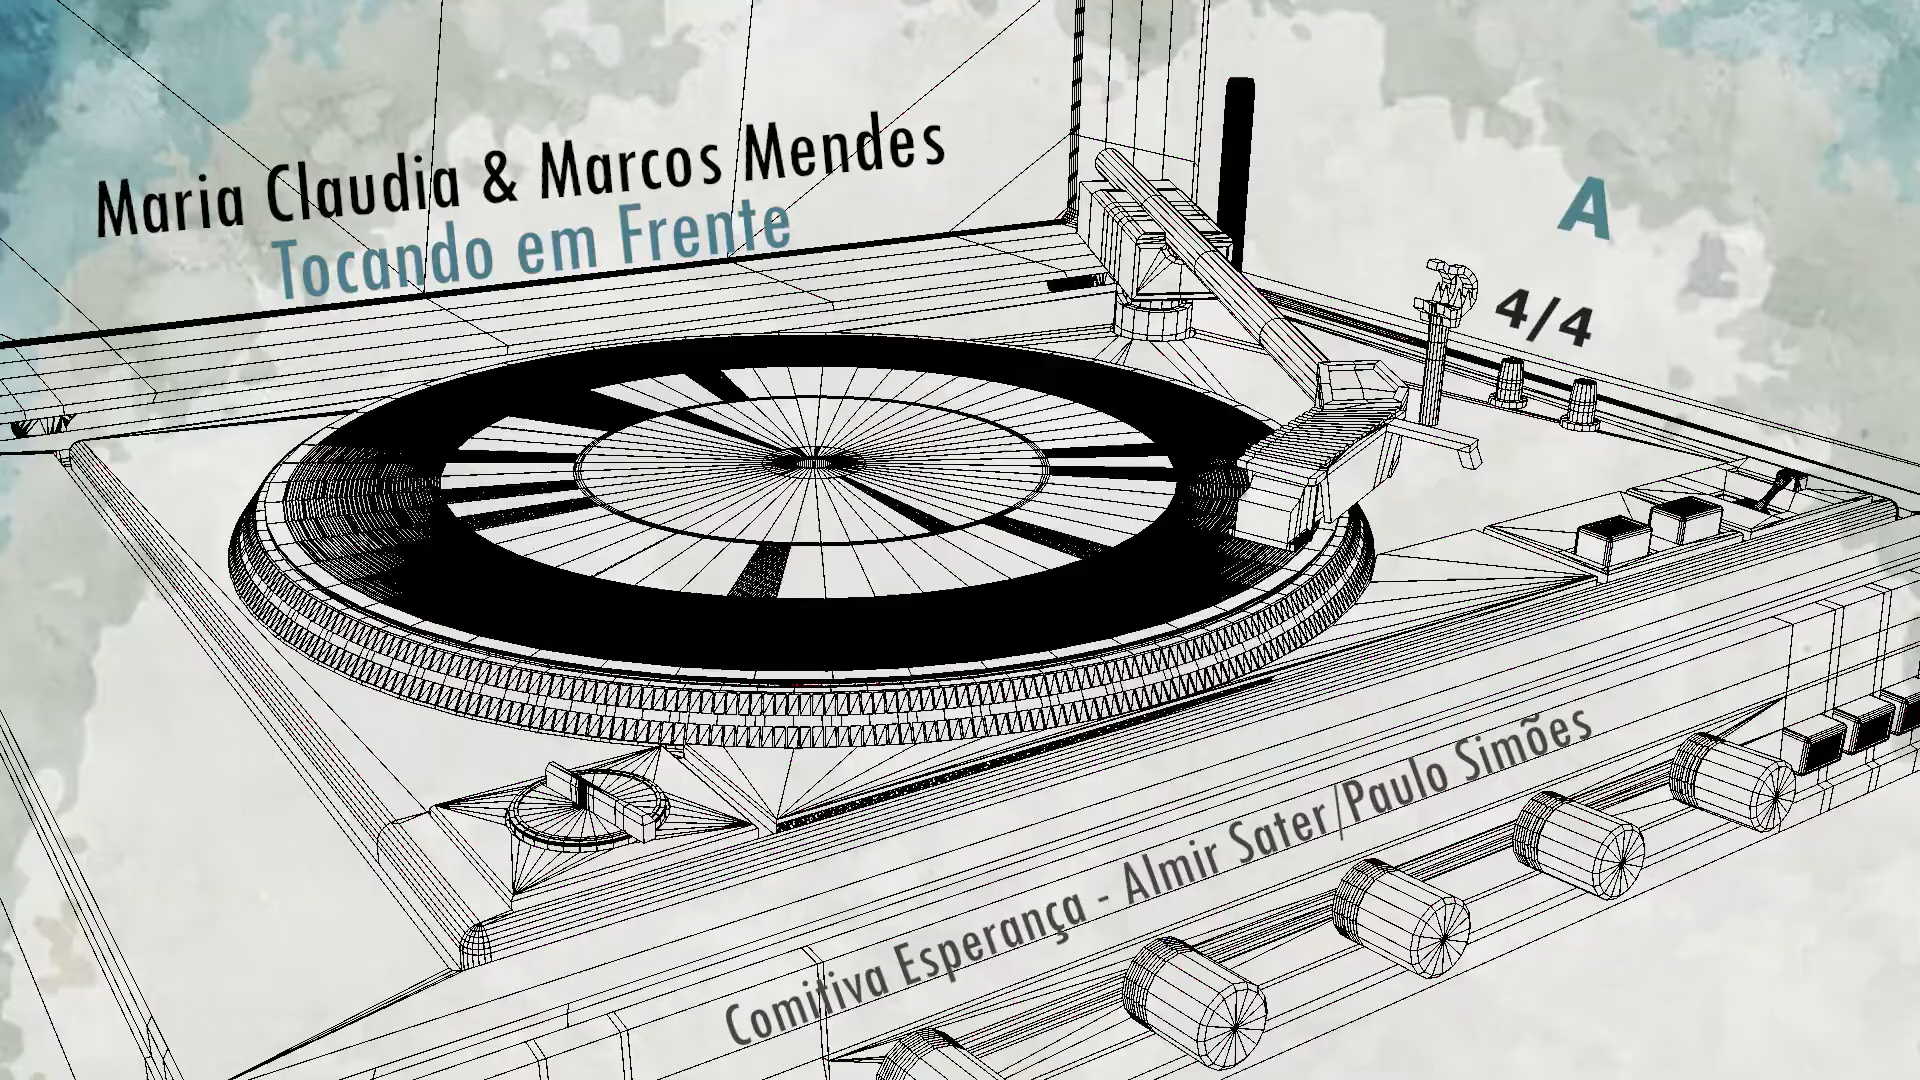 Maria Claudia & Marcos Mendes
Tocando em Frente
A
4/4
Comitiva Esperança - Almir Sater/Paulo Simões